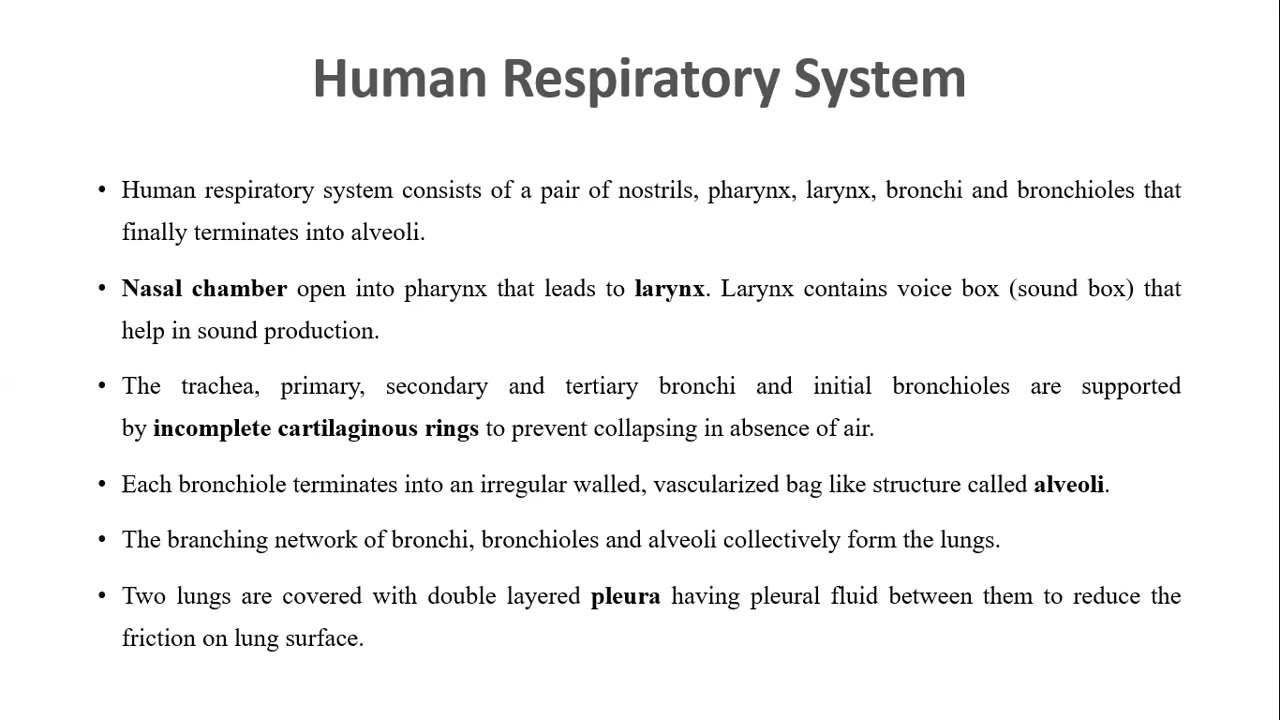 Human Respiratory System
• Human respiratory system consists of a pair of nostrils, pharynx, larynx, bronchi and bronchioles that
finally terminates into alveoli.
• Nasal chamber open into pharynx that leads to larynx. Larynx contains voice box (sound box) that
help in sound production.
• The trachea, primary, secondary and tertiary bronchi and initial bronchioles are supported
by incomplete cartilaginous rings to prevent collapsing in absence of air.
• Each bronchiole terminates into an irregular walled, vascularized bag like structure called alveoli.
• The branching network of bronchi, bronchioles and alveoli collectively form the lungs.
• Two lungs are covered with double layered pleura having pleural fluid between them to reduce the
friction on lung surface.